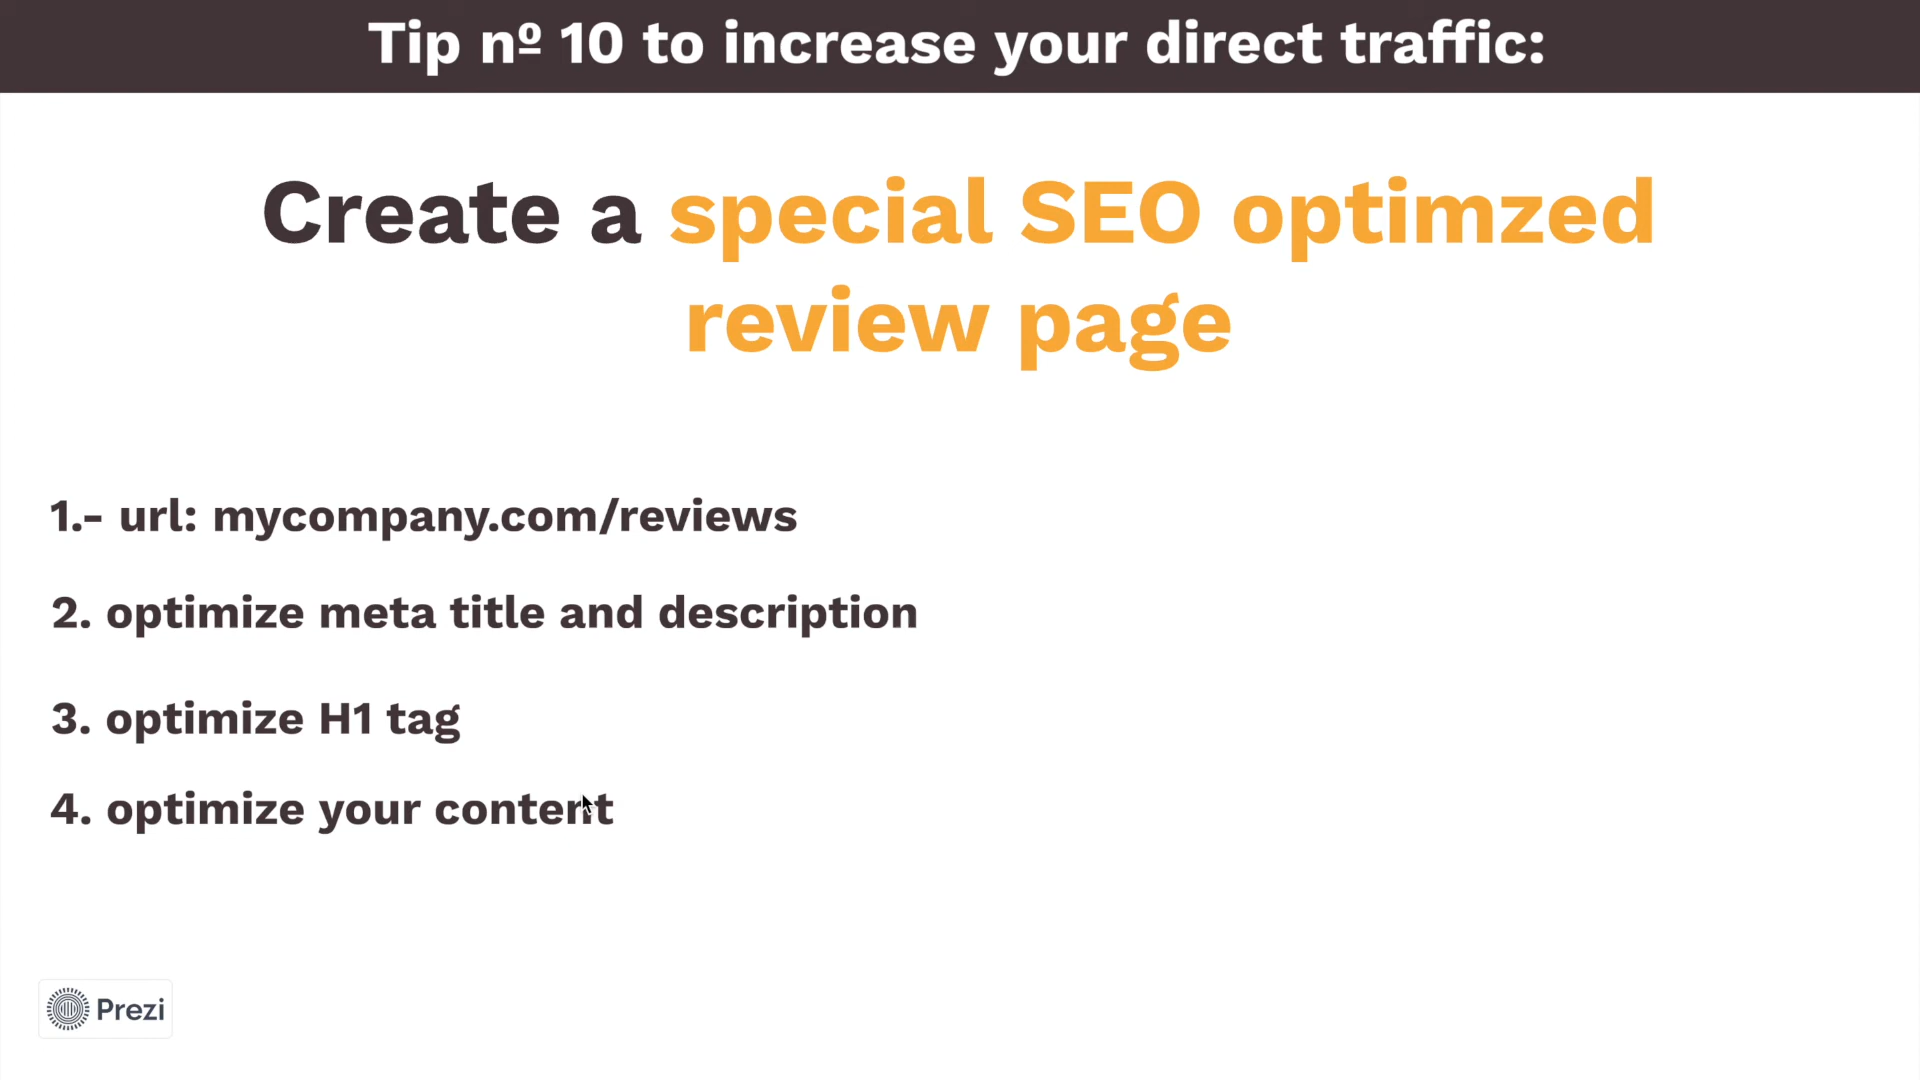 Tip nº 10 to increase your direct traffic:
Create a special SEO optimzed
review page
1.- url: mycompany.com/reviews
2. optimize meta title and description
3. optimize H1 tag
4. optimize your content
Prezi